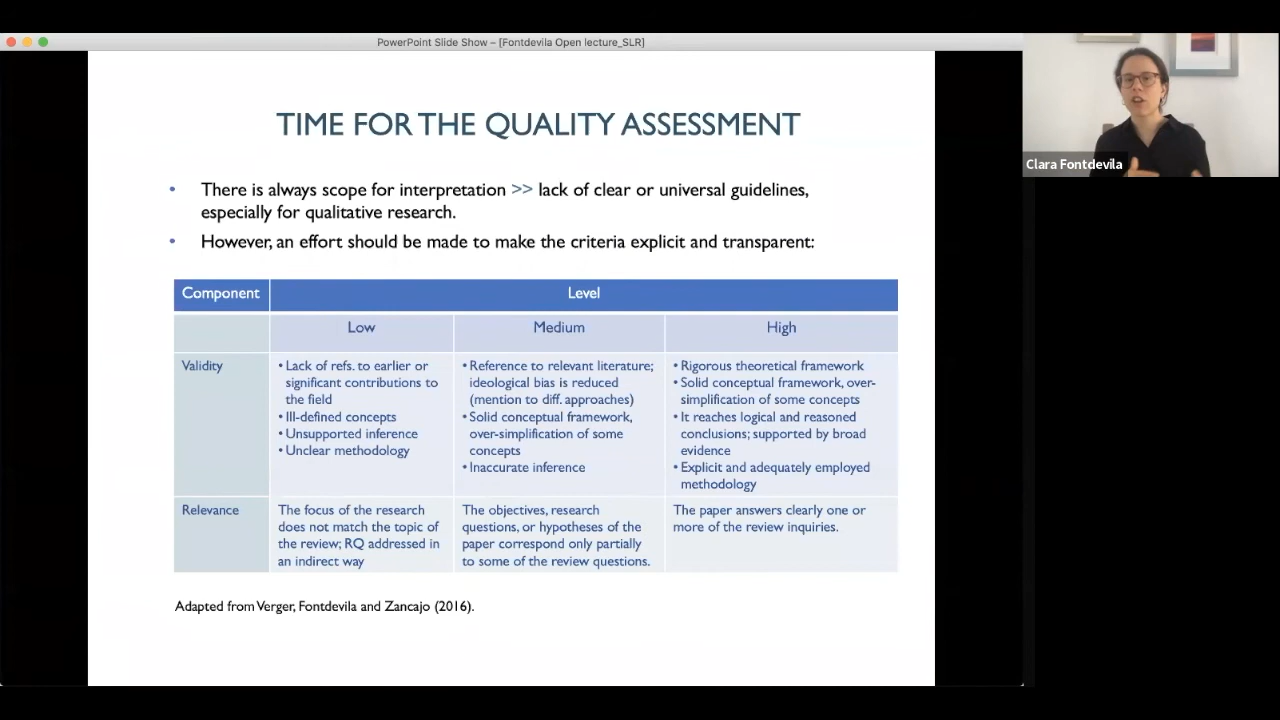 PowerPoint Slide Show – [Fontdevila Open lecture_SLR]
Clara Fontdevila
TIME FOR THE QUALITY ASSESSMENT
• There is always scope for interpretation >> lack of clear or universal guidelines,
especially for qualitative research.
• However, an effort should be made to make the criteria explicit and transparent:
Component
Level
Low
Medium
High
Validity
• Lack of refs. to earlier or
significant contributions to
the field
• Ill-defined concepts
• Unsupported inference
• Unclear methodology
• Reference to relevant literature;
ideological bias is reduced
(mention to diff. approaches)
• Solid conceptual framework,
over-simplification of some
concepts
• Inaccurate inference
• Rigorous theoretical framework
• Solid conceptual framework, over-
simplification of some concepts
• It reaches logical and reasoned
conclusions; supported by broad
evidence
• Explicit and adequately employed
methodology
Relevance
The focus of the research
does not match the topic of
the review; RQ addressed in
an indirect way
The objectives, research
questions, or hypotheses of the
paper correspond only partially
to some of the review questions.
The paper answers clearly one or
more of the review inquiries.
Adapted from Verger, Fontdevila and Zancajo (2016).